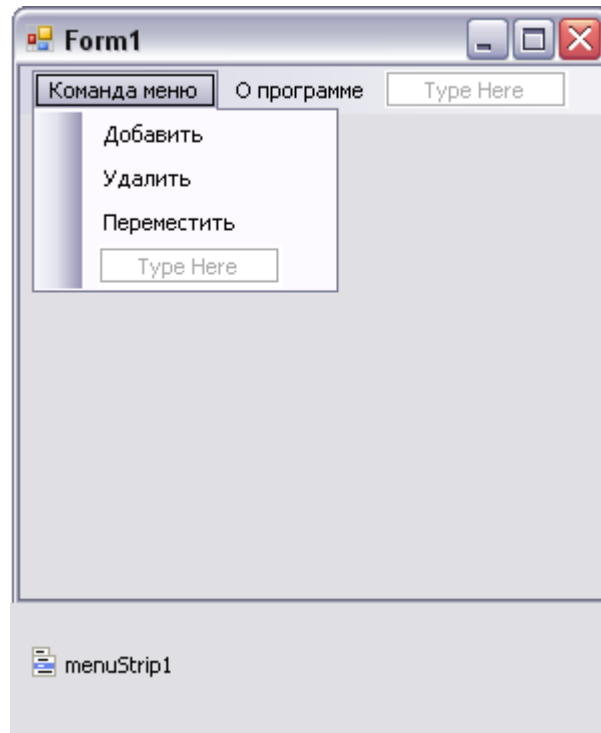 Form1
Команда меню О программе Type Here
Добавить
Удалить
Переместить
Type Here
menuStrip1